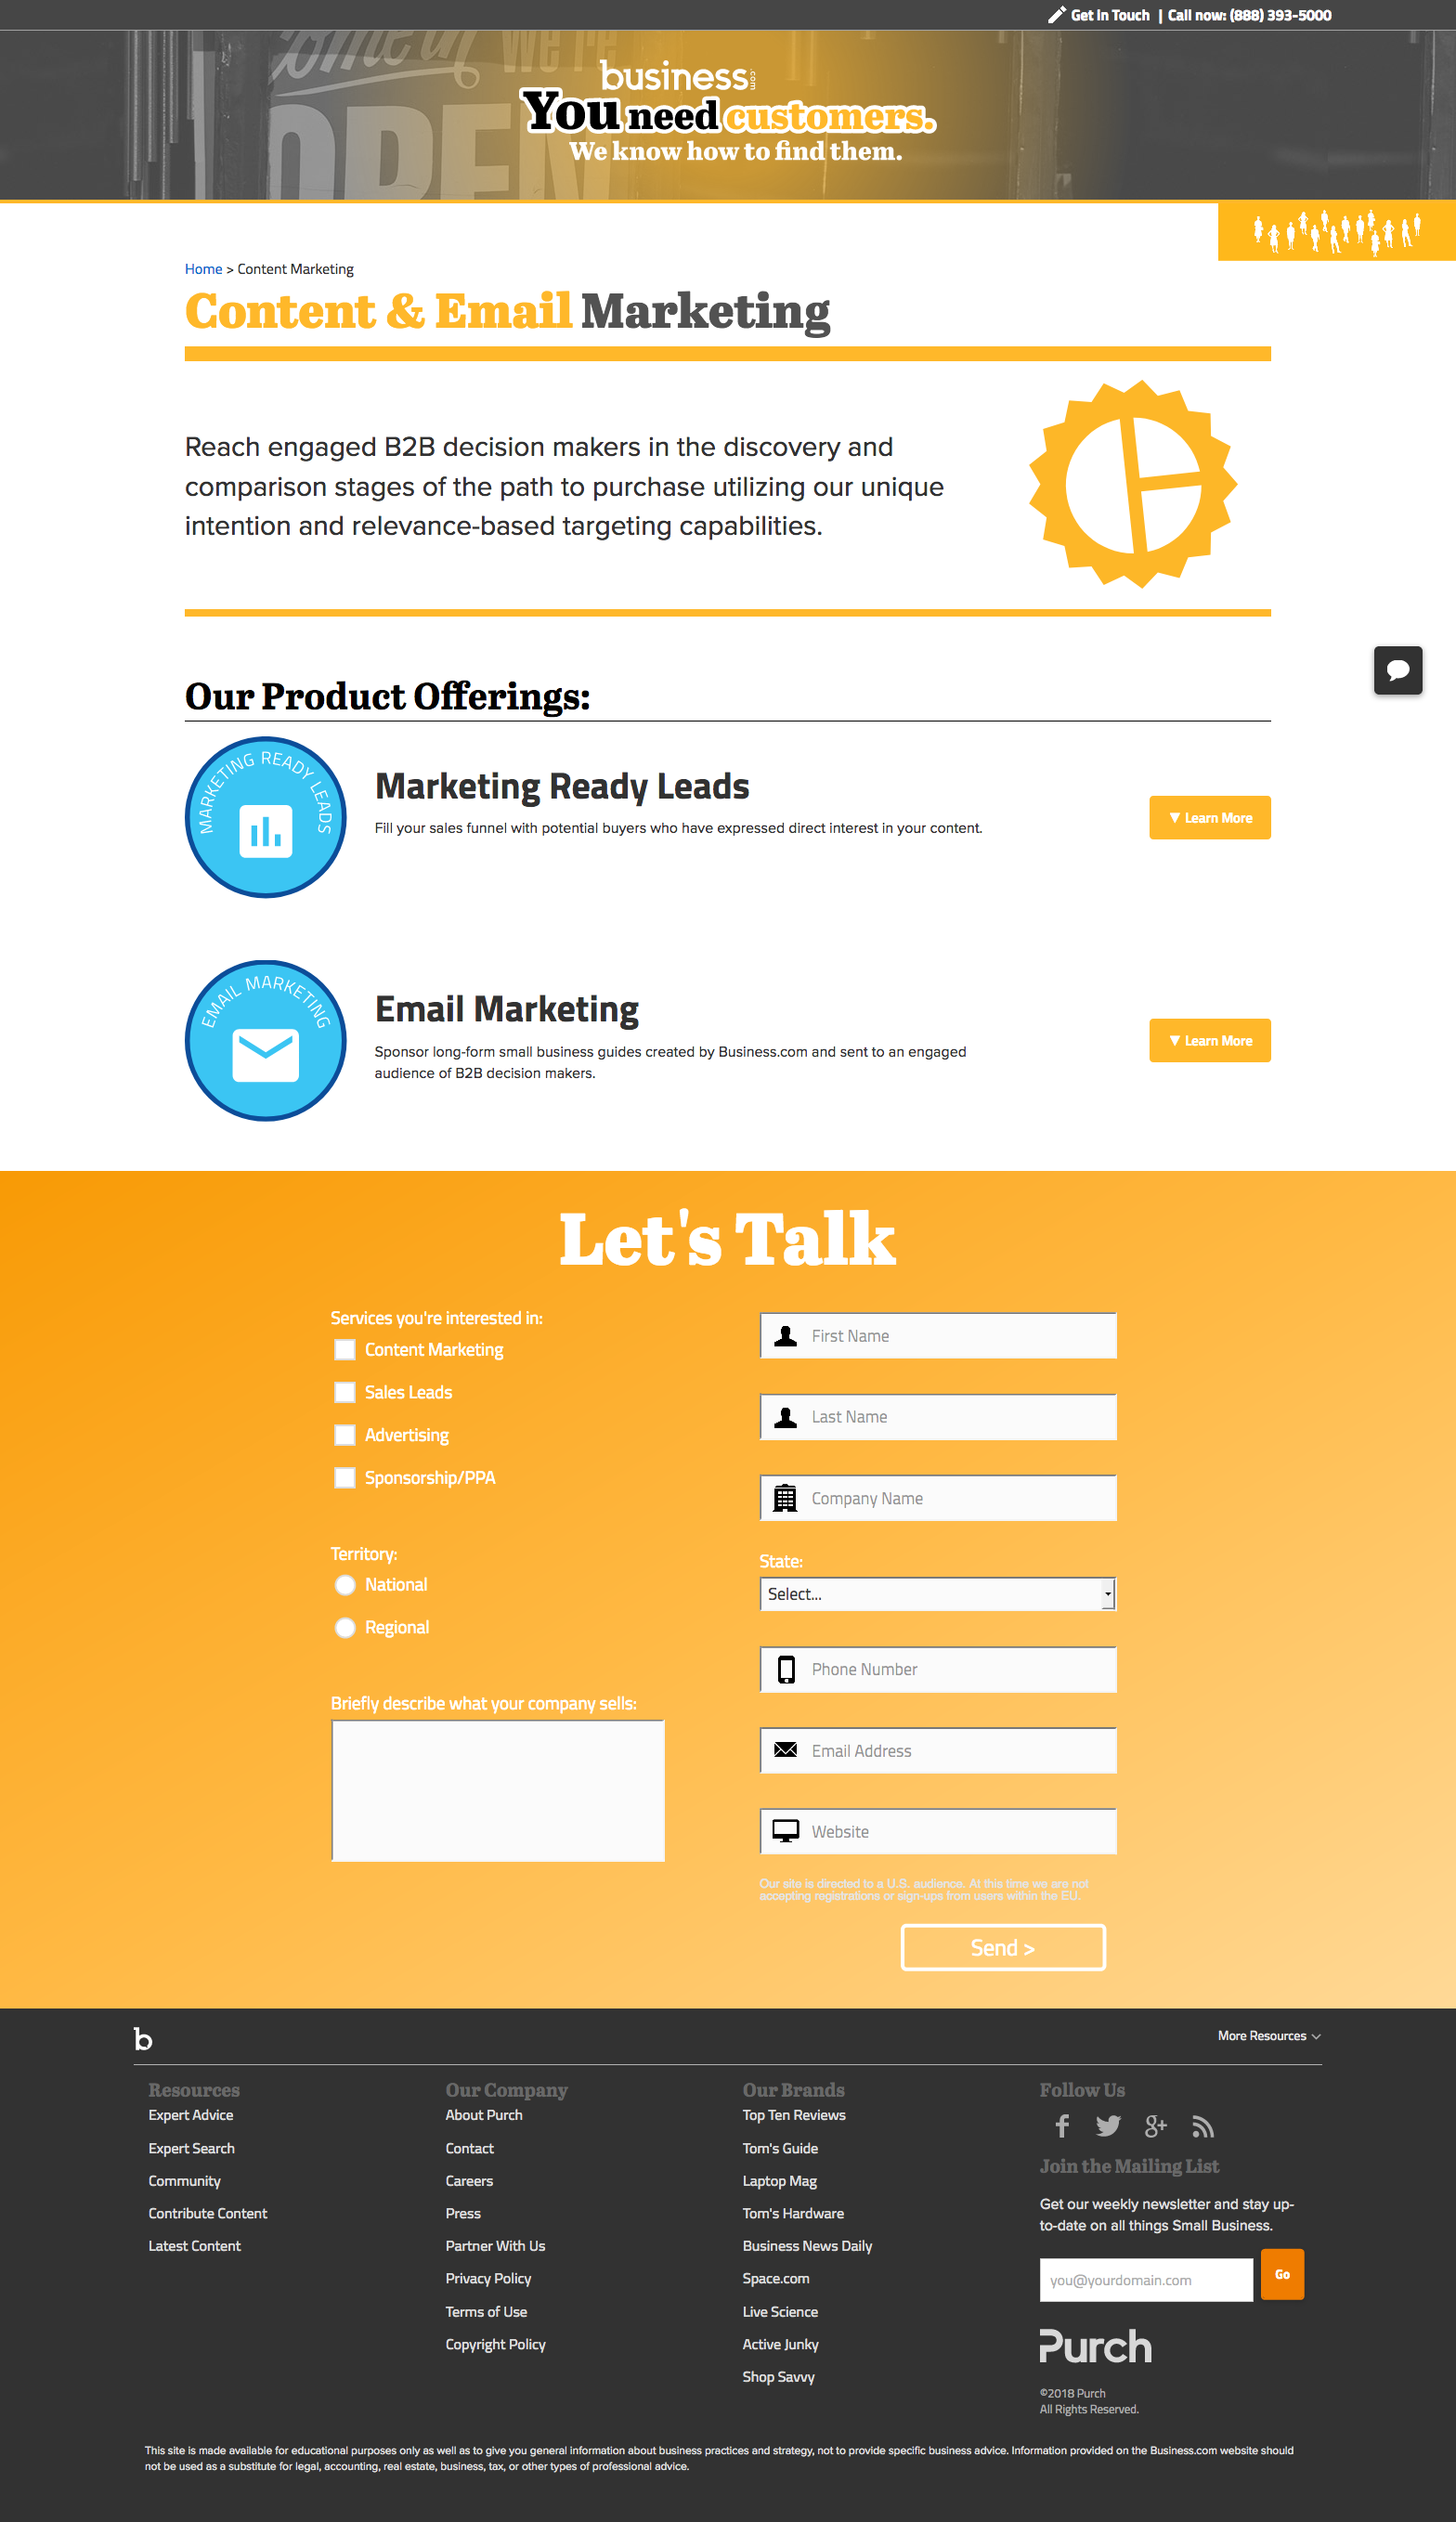 Get In Touch | Call now: (888) 393-5000
business.com
You need customers.
We know how to find them.
OPEN
Home > Content Marketing
Content & Email Marketing
Reach engaged B2B decision makers in the discovery and
comparison stages of the path to purchase utilizing our unique
intention and relevance-based targeting capabilities.
Our Product Offerings:
MARKETING READY LEADS
Marketing Ready Leads
Fill your sales funnel with potential buyers who have expressed direct interest in your content.
▼ Learn More
EMAIL MARKETING
Email Marketing
Sponsor long-form small business guides created by Business.com and sent to an engaged
audience of B2B decision makers.
▼ Learn More
Let's Talk
Services you're interested in:
Content Marketing
Sales Leads
Advertising
Sponsorship/PPA
Territory:
National
Regional
Briefly describe what your company sells:
First Name
Last Name
Company Name
State:
Select...
Phone Number
Email Address
Website
Our site is directed to a U.S. audience. At this time we are not
accepting registrations or sign-ups from users within the EU.
Send >
b
More Resources
Resources
Expert Advice
Expert Search
Community
Contribute Content
Latest Content
Our Company
About Purch
Contact
Careers
Press
Partner With Us
Privacy Policy
Terms of Use
Copyright Policy
Our Brands
Top Ten Reviews
Tom's Guide
Laptop Mag
Tom's Hardware
Business News Daily
Space.com
Live Science
Active Junky
Shop Savvy
Follow Us
Join the Mailing List
Get our weekly newsletter and stay up-
to-date on all things Small Business.
you@yourdomain.com
Go
Purch
©2018 Purch
All Rights Reserved.
This site is made available for educational purposes only as well as to give you general information about business practices and strategy, not to provide specific business advice. Information provided on the Business.com website should
not be used as a substitute for legal, accounting, real estate, business, tax, or other types of professional advice.